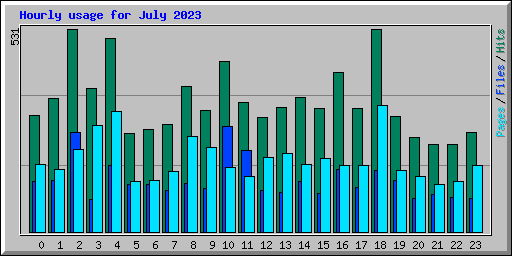 Hourly usage for July 2023
531
Pages/Files/Hits
0 1 2 3 4 5 6 7 8 9 10 11 12 13 14 15 16 17 18 19 20 21 22 23